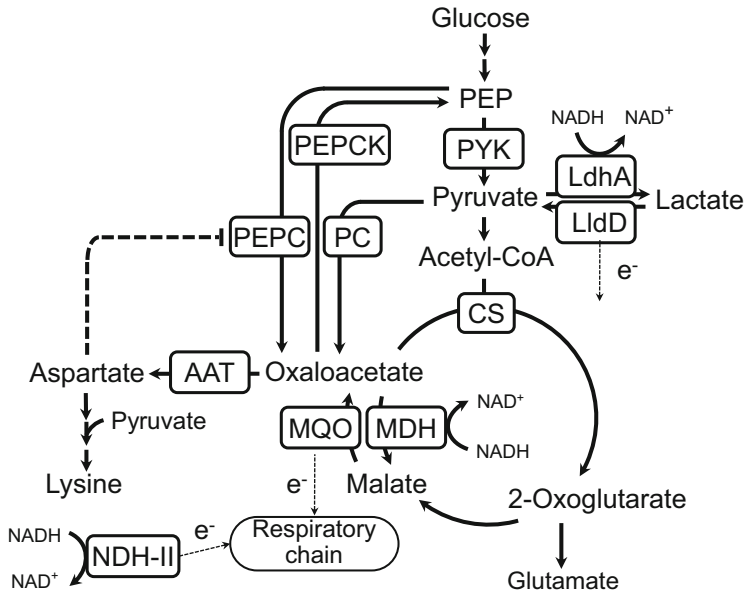 Glucose
PEP
NADH
NAD+
PEPCK
PYK
LdhA
Pyruvate
Lactate
PEPC
PC
LldD
Acetyl-CoA
e-
CS
Aspartate
AAT
Oxaloacetate
NAD+
Pyruvate
MQO
MDH
NADH
Lysine
e-
Malate
2-Oxoglutarate
NADH
e-
Respiratory
chain
NDH-II
NAD+
Glutamate